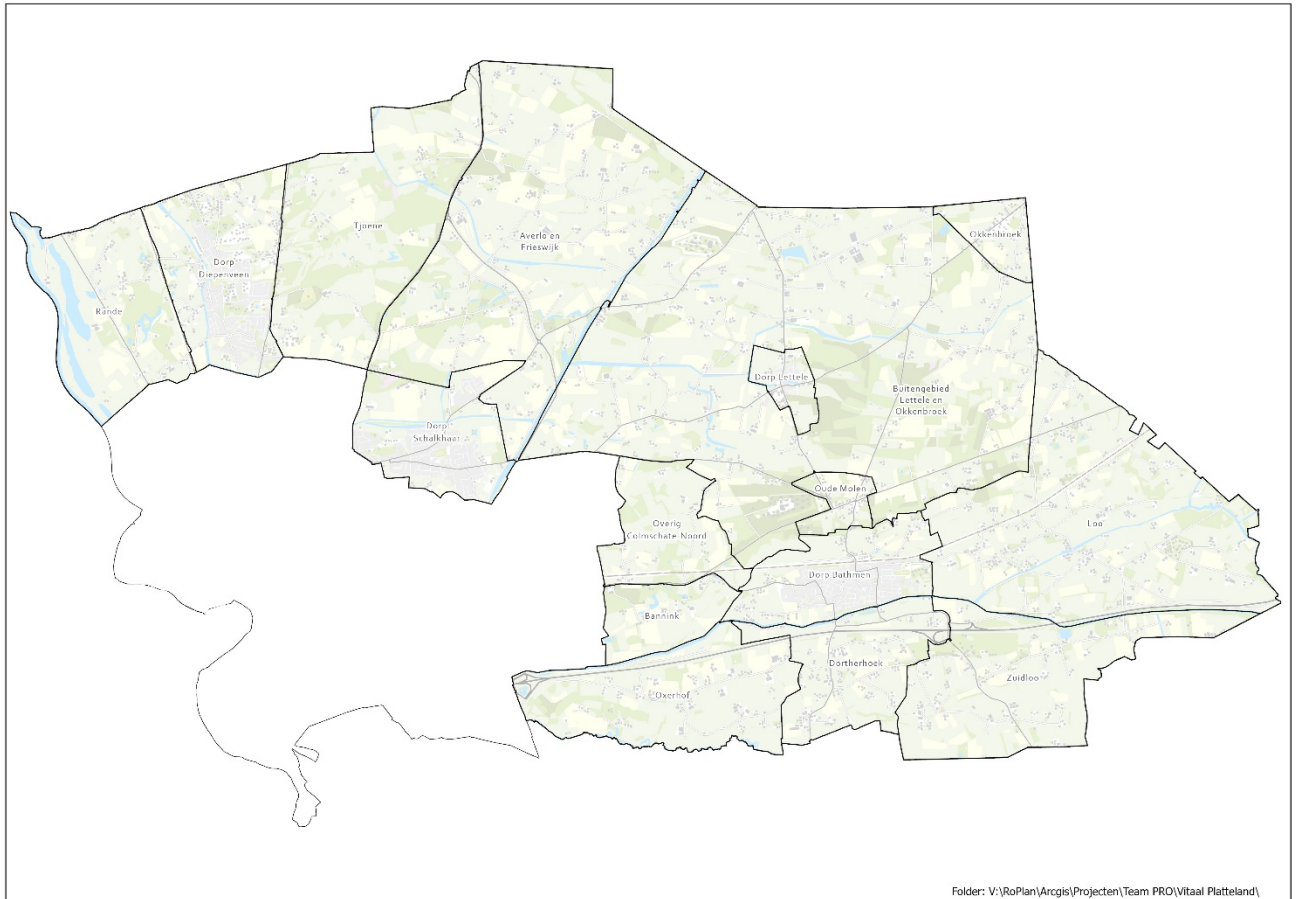 Tjoene
Averlo en
Frieswijk
Okkenbroek
Dorp
Diepenveen
Rande
Dorp Lettele
Buitengebied
Lettele en
Okkenbroek
Dorp
Schalkhaar
Oude Molen
Overig
Colmschate-Noord
Loo
Dorp Bathmen
Bannink
Dortherhoek
Oxerhof
Zuidloo
Folder: V:\RoPlan\Arcgis\Projecten\Team PRO\Vitaal Platteland\